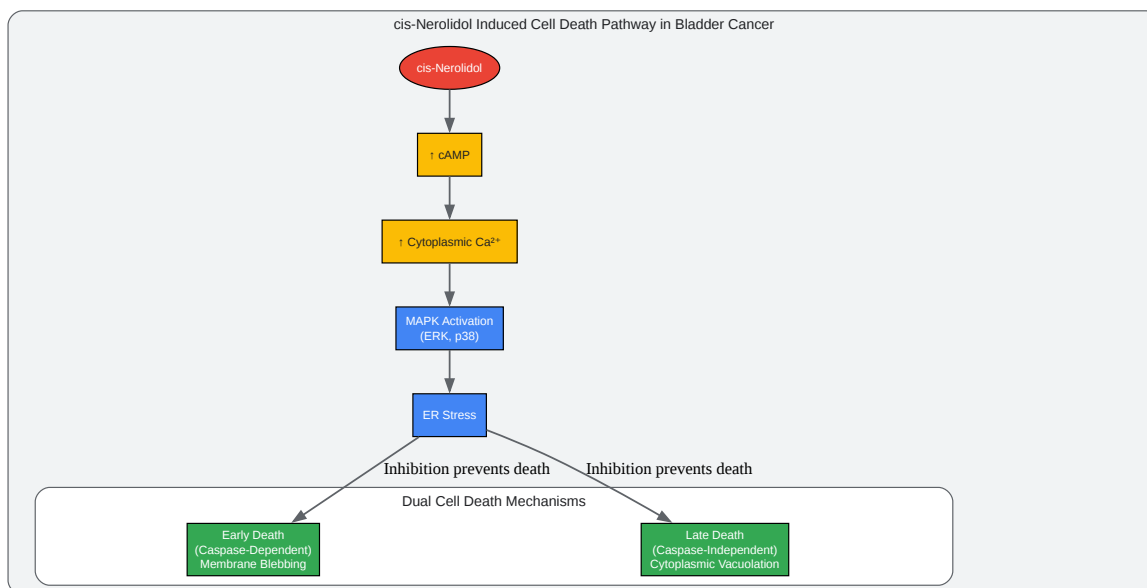 cis-Nerolidol Induced Cell Death Pathway in Bladder Cancer
cis-Nerolidol
↑ cAMP
↑ Cytoplasmic Ca²⁺
MAPK Activation
(ERK, p38)
ER Stress
Inhibition prevents death
Inhibition prevents death
Dual Cell Death Mechanisms
Early Death
(Caspase-Dependent)
Membrane Blebbing
Late Death
(Caspase-Independent)
Cytoplasmic Vacuolation